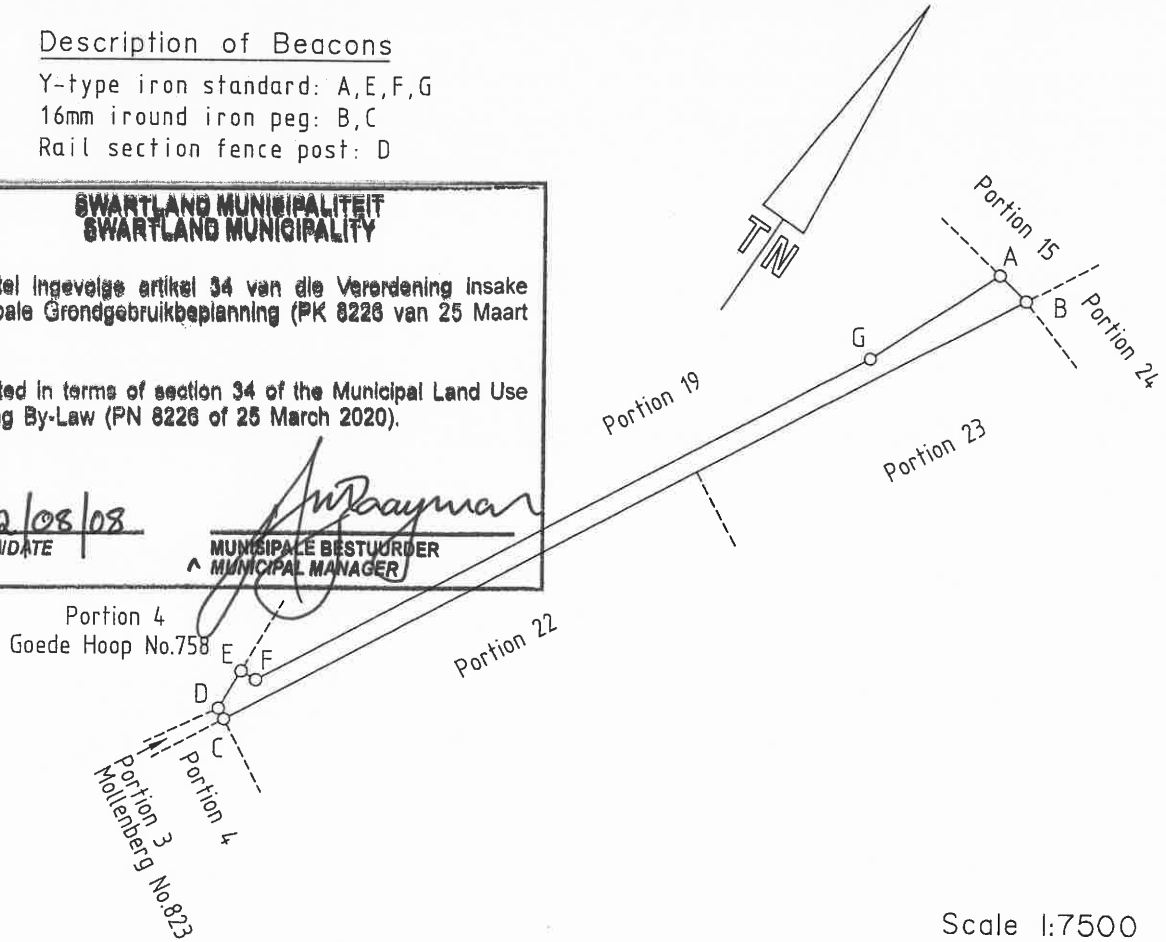 Description of Beacons
Y-type iron standard: A,E,F,G
16mm iround iron peg: B,C
Rail section fence post: D
SWARTLAND MUNISIPALITEIT
SWARTLAND MUNICIPALITY
Ingevolge artikel 34 van die Verordening insake
Grondgebruikbeplanning (PK 8226 van 25 Maart
in terms of section 34 of the Municipal Land Use
By-Law (PN 8226 of 25 March 2020).
/08/08
DATE
MUNISIPALE BESTUURDER
^ MUNICIPAL MANAGER
TN
Portion 15
A
B
Portion 24
G
Portion 19
Portion 23
Portion 4
Goede Hoop No.758
E
F
Portion 22
D
C
Portion 4
Portion 3
Mollenberg No.823
Scale 1:7500